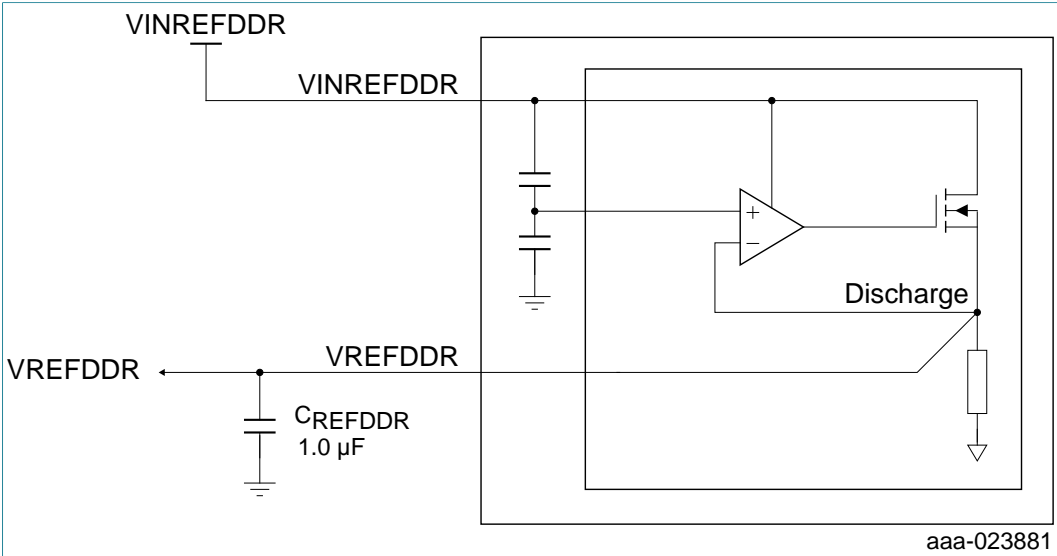 VINREFDDR
VINREFDDR
+
−
Discharge
VREFDDR
VREFDDR
CREFDDR
1.0 µF
aaa-023881